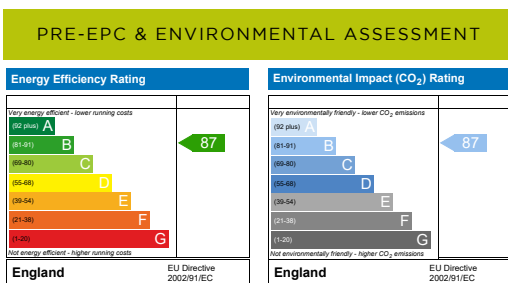 PRE-EPC & ENVIRONMENTAL ASSESSMENT
Energy Efficiency Rating
Very energy efficient - lower running costs
(92 plus) A
(81-91) B
87
(69-80) C
(55-68) D
(39-54) E
(21-38) F
(1-20) G
Not energy efficient - higher running costs
England
EU Directive
2002/91/EC
Environmental Impact (CO2) Rating
Very environmentally friendly - lower CO2 emissions
(92 plus) A
(81-91) B
87
(69-80) C
(55-68) D
(39-54) E
(21-38) F
(1-20) G
Not environmentally friendly - higher CO2 emissions
England
EU Directive
2002/91/EC